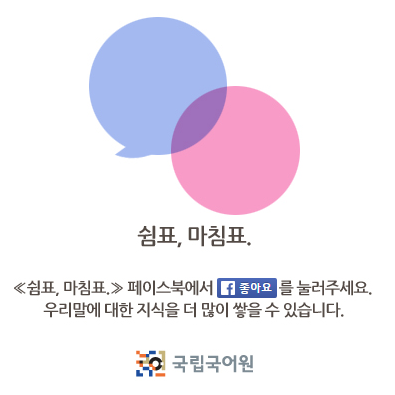 쉼표, 마침표.
≪쉼표, 마침표.≫ 페이스북에서 f 좋아요 를 눌러주세요.
우리말에 대한 지식을 더 많이 쌓을 수 있습니다.
국립국어원